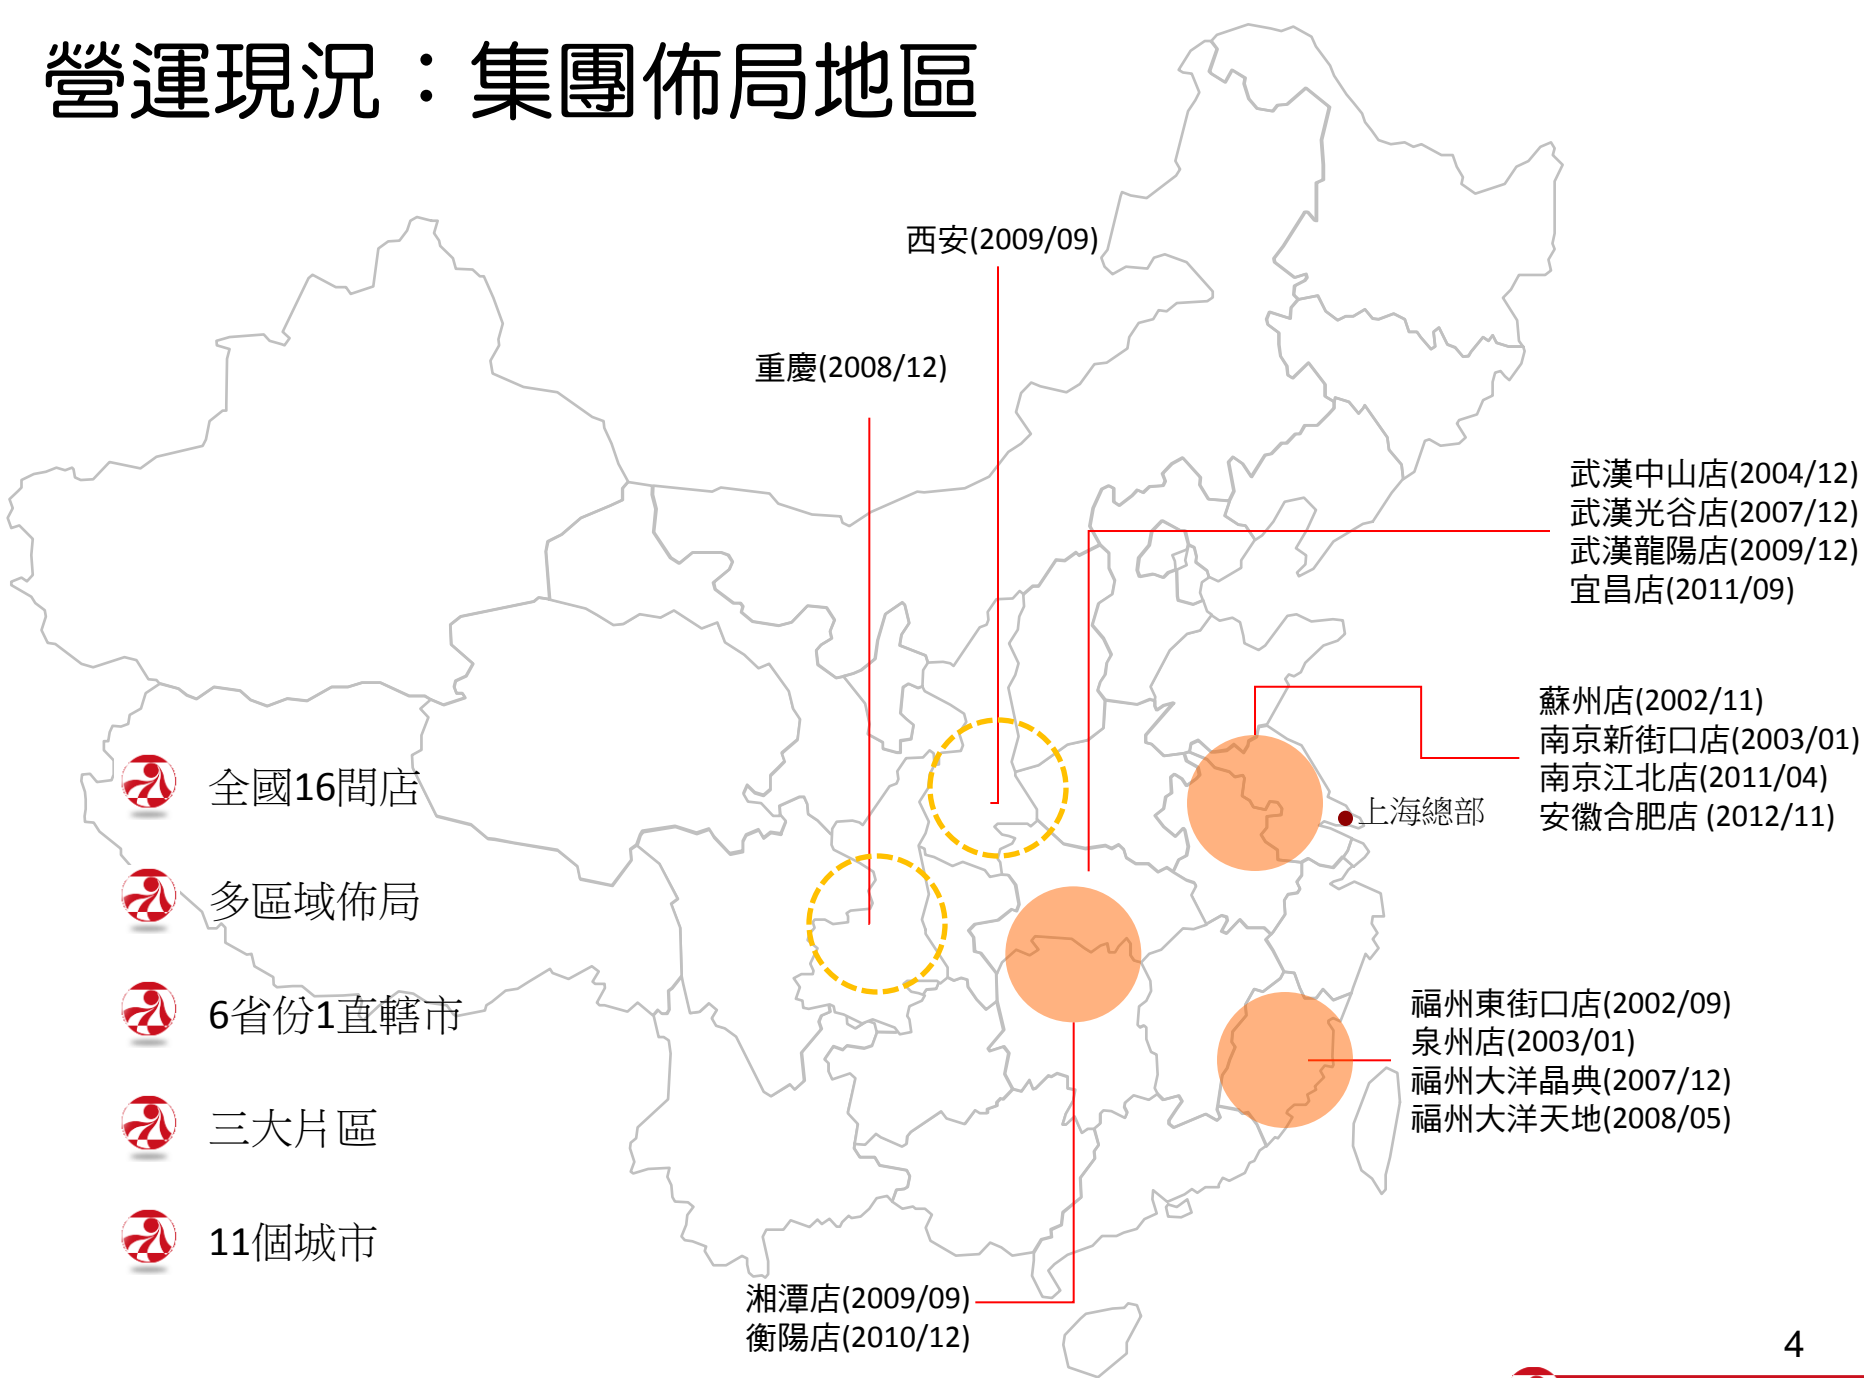 營運現況：集團佈局地區
西安(2009/09)
重慶(2008/12)
武漢中山店(2004/12)
武漢光谷店(2007/12)
武漢龍陽店(2009/12)
宜昌店(2011/09)
蘇州店(2002/11)
南京新街口店(2003/01)
南京江北店(2011/04)
安徽合肥店 (2012/11)
上海總部
全國16間店
多區域佈局
6省份1直轄市
三大片區
11個城市
福州東街口店(2002/09)
泉州店(2003/01)
福州大洋晶典(2007/12)
福州大洋天地(2008/05)
湘潭店(2009/09)
衡陽店(2010/12)
4